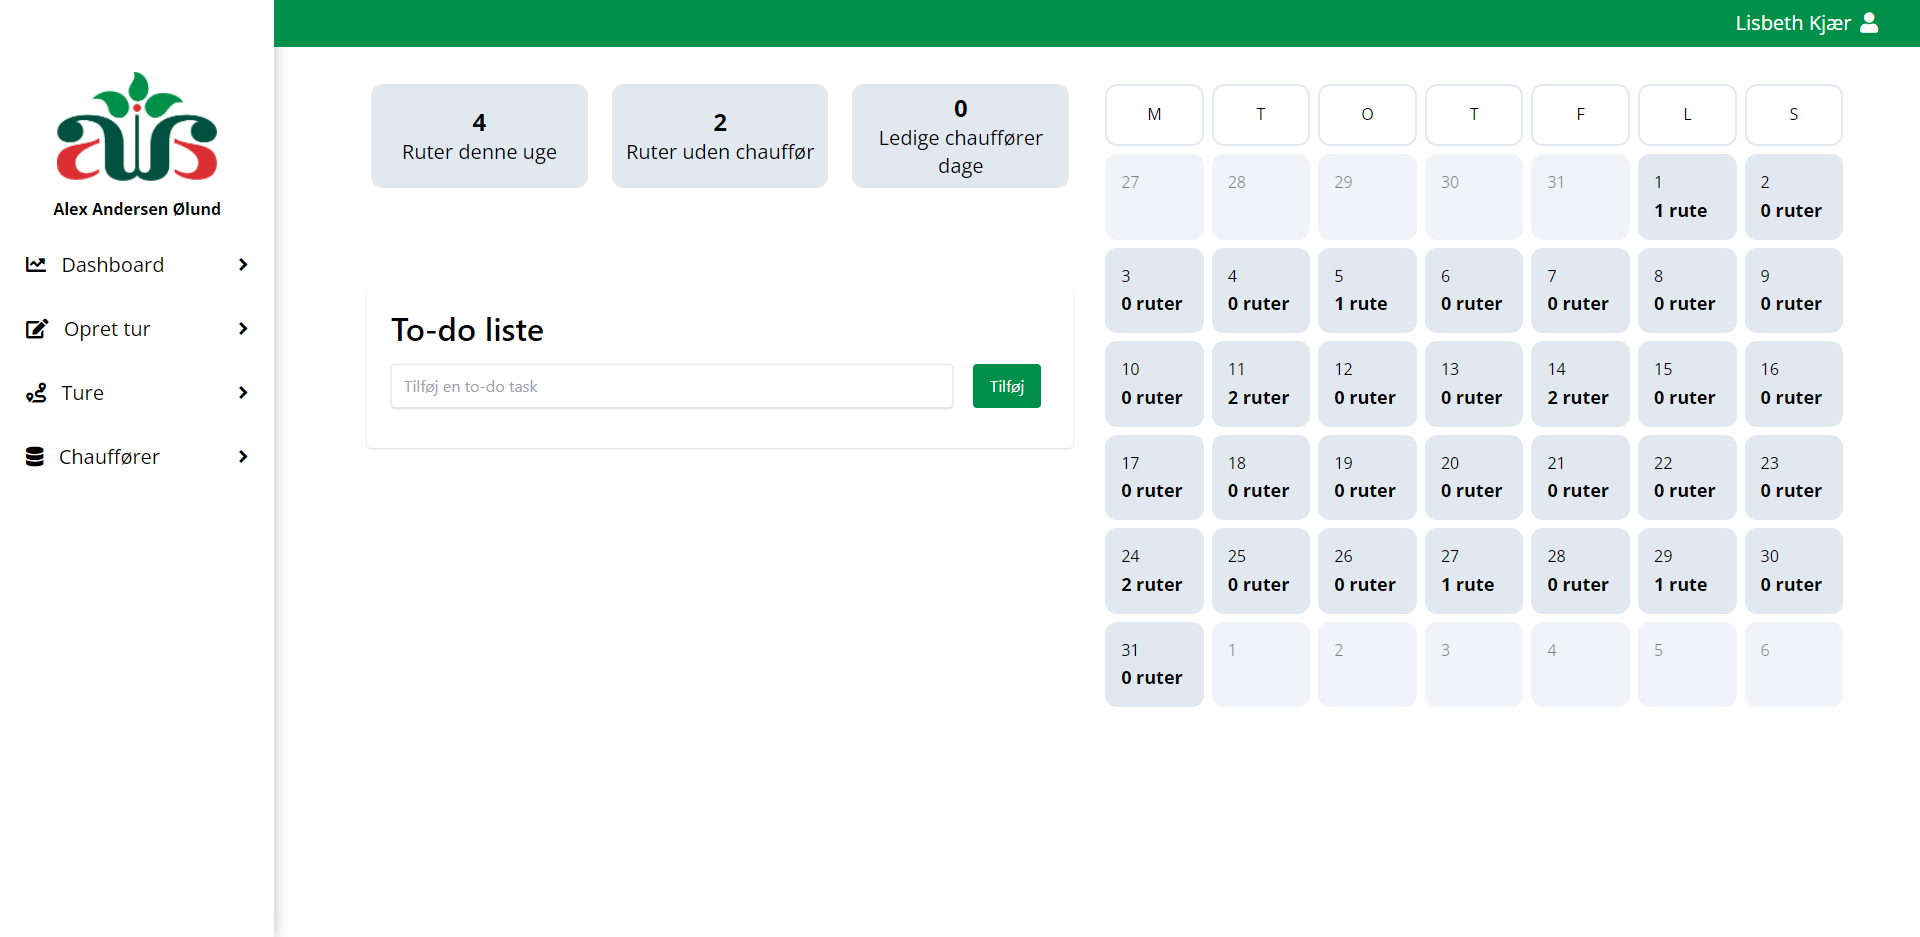 Lisbeth Kjær
aws
Alex Andersen Ølund
Dashboard
Opret tur
Ture
Chauffører
4
Ruter denne uge
2
Ruter uden chauffør
0
Ledige chauffører
dage
To-do liste
Tilføj en to-do task
Tilføj
M T O T F L S
27 28 29 30 31 1 2
1 rute 0 ruter
3 4 5 6 7 8 9
0 ruter 0 ruter 1 rute 0 ruter 0 ruter 0 ruter 0 ruter
10 11 12 13 14 15 16
0 ruter 2 ruter 0 ruter 0 ruter 2 ruter 0 ruter 0 ruter
17 18 19 20 21 22 23
0 ruter 0 ruter 0 ruter 0 ruter 0 ruter 0 ruter 0 ruter
24 25 26 27 28 29 30
2 ruter 0 ruter 0 ruter 1 rute 0 ruter 1 rute 0 ruter
31 1 2 3 4 5 6
0 ruter